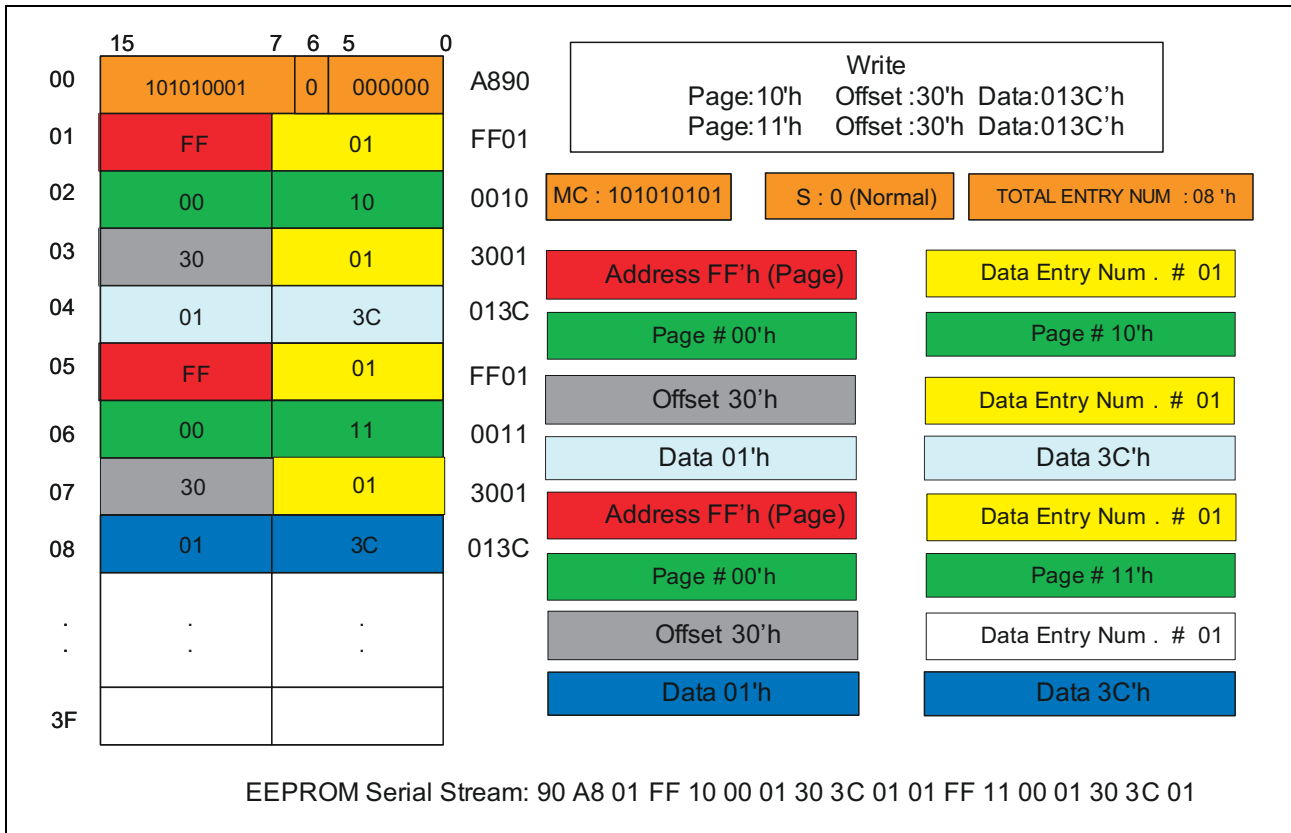 15 7 6 5 0
00 101010001 0 000000 A890
01 FF 01 FF01
02 00 10 0010
03 30 01 3001
04 01 3C 013C
05 FF 01 FF01
06 00 11 0011
07 30 01 3001
08 01 3C 013C
. . .
. . .
3F
Write
Page:10'h Offset :30'h Data:013C’h
Page:11'h Offset :30'h Data:013C’h
MC : 101010101 S : 0 (Normal) TOTAL ENTRY NUM : 08 'h
Address FF’h (Page) Data Entry Num . # 01
Page # 00'h Page # 10'h
Offset 30’h Data Entry Num . # 01
Data 01'h Data 3C'h
Address FF’h (Page) Data Entry Num . # 01
Page # 00'h Page # 11'h
Offset 30’h Data Entry Num . # 01
Data 01'h Data 3C'h
EEPROM Serial Stream: 90 A8 01 FF 10 00 01 30 3C 01 01 FF 11 00 01 30 3C 01